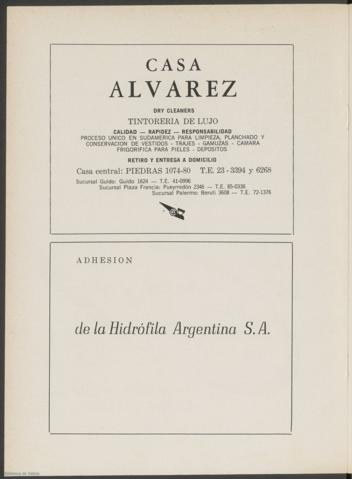 CASA
ALVAREZ
DRY CLEANERS
TINTORERIA DE LUJO
CALIDAD — RAPIDEZ — RESPONSABILIDAD
PROCESO UNICO EN SUDAMERICA PARA LIMPIEZA, PLANCHADO Y
CONSERVACION DE VESTIDOS - TRAJES - GAMUZAS - CAMARA
FRIGORIFICA PARA PIELES - DEPOSITOS
RETIRO Y ENTREGA A DOMICILIO
Casa central: PIEDRAS 1074-80 T.E. 23-3394 y 6268
Sucursal Guido: Guido 1624 — T.E. 41-0996
Sucursal Plaza Francia: Pueyrredón 2346 — T.E. 85-0336
Sucursal Palermo: Beruti 3608 — T.E. 72-1376
ADHESION
de la Hidrófila Argentina S.A.